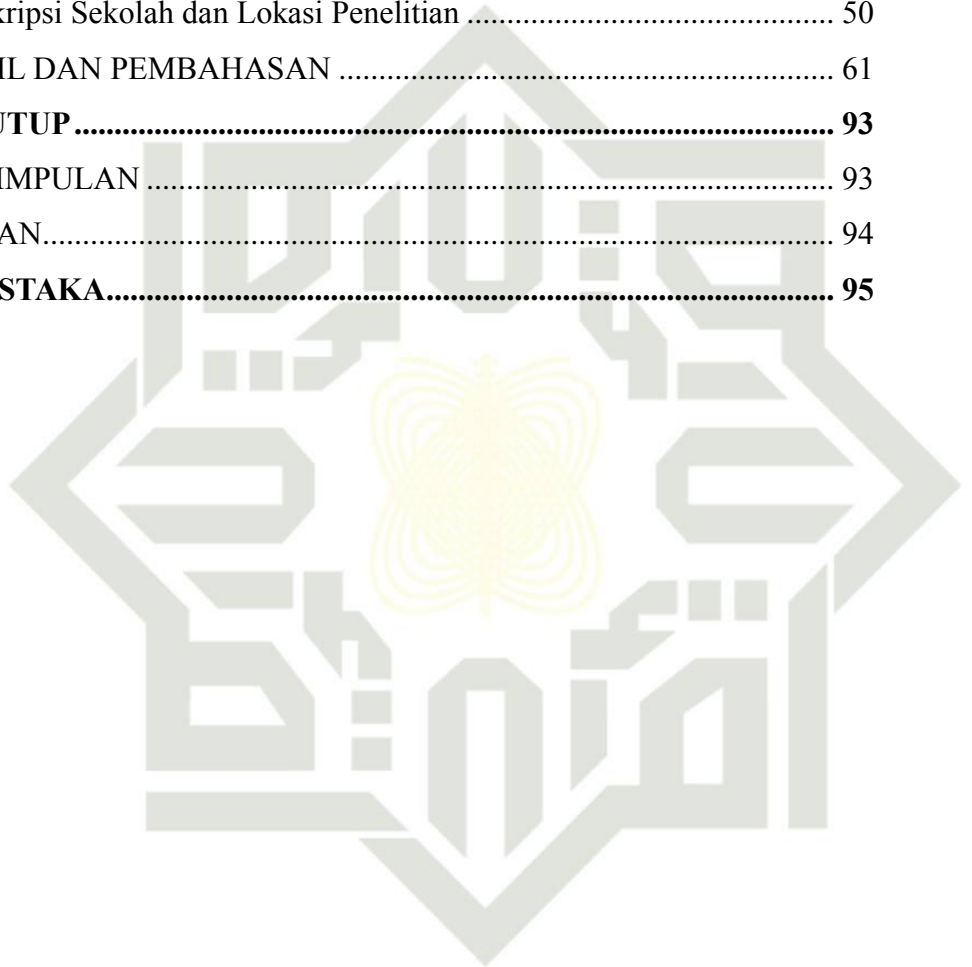 kripsi Sekolah dan Lokasi Penelitian ............................................... 50
IL DAN PEMBAHASAN ............................................................... 61
UTUP ................................................................................................ 93
IMPULAN ....................................................................................... 93
AN..................................................................................................... 94
STAKA............................................................................................ 95